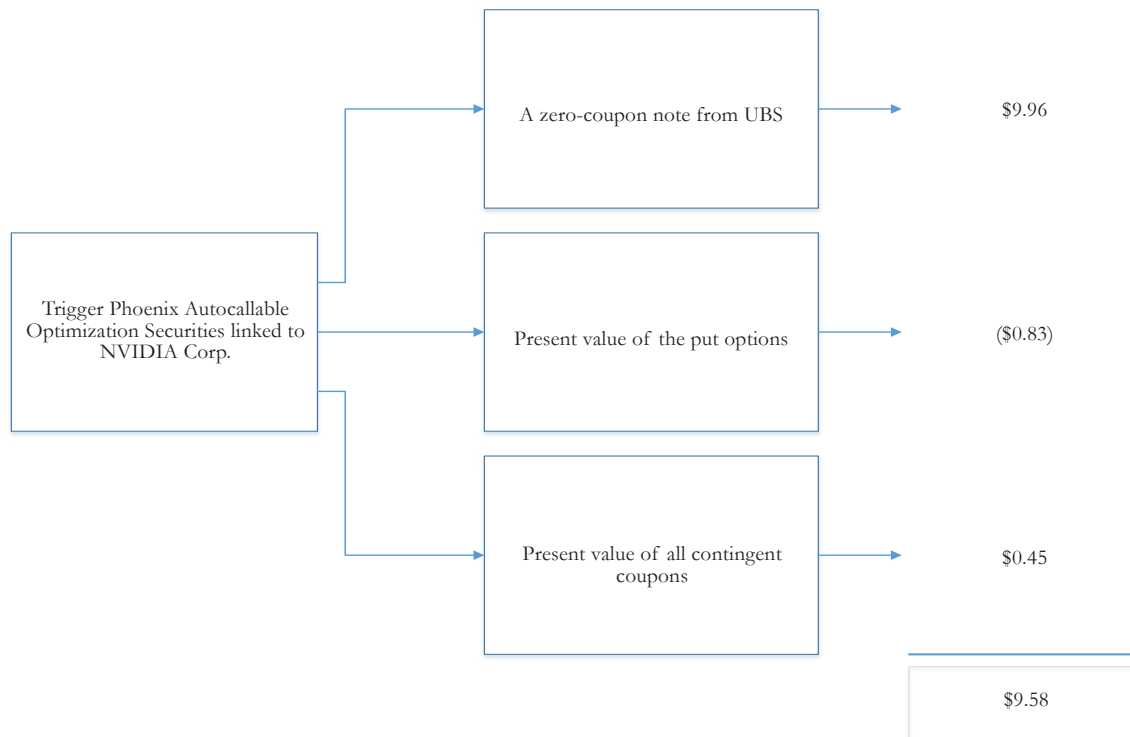 A zero-coupon note from UBS
$9.96
Trigger Phoenix Autocallable
Optimization Securities linked to
NVIDIA Corp.
Present value of the put options
($0.83)
Present value of all contingent
coupons
$0.45
$9.58